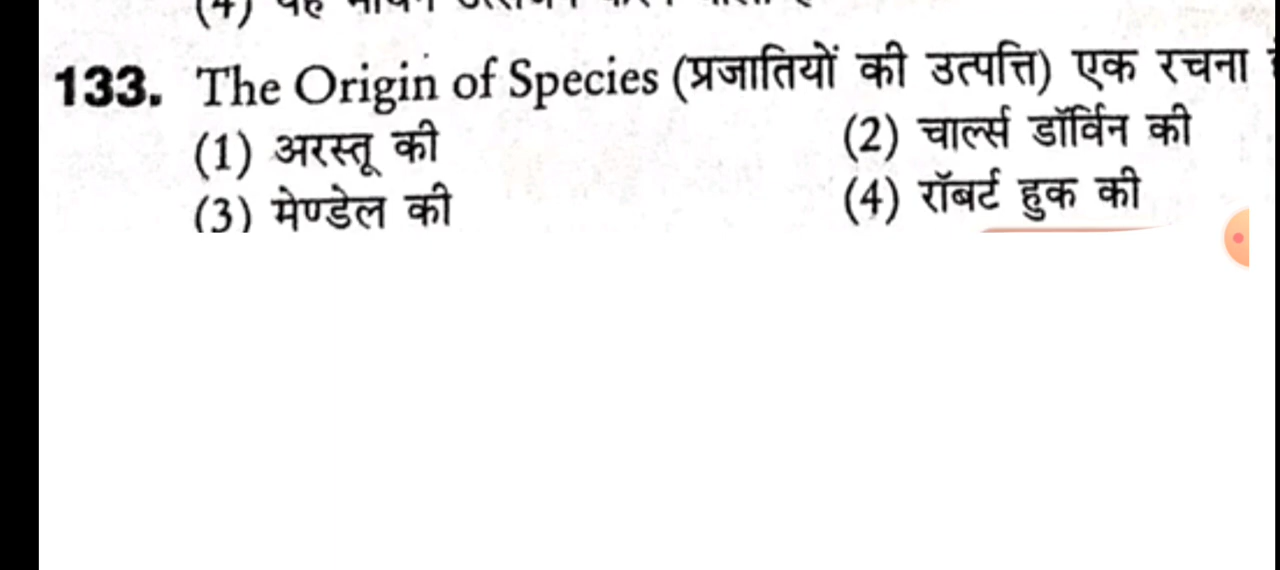 133. The Origin of Species (प्रजातियों की उत्पत्ति) एक रचना
(1) अरस्तू की (2) चार्ल्स डॉर्विन की
(3) मेण्डेल की (4) रॉबर्ट हुक की